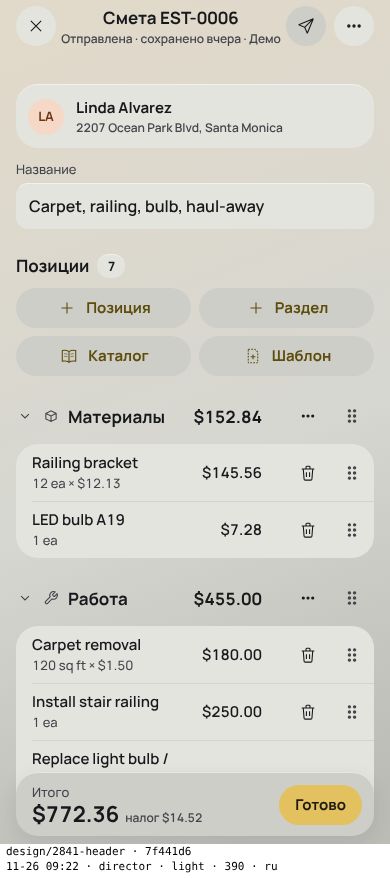 Смета EST-0006
Отправлена · сохранено вчера · Демо
LA
Linda Alvarez
2207 Ocean Park Blvd, Santa Monica
Название
Carpet, railing, bulb, haul-away
Позиции 7
Позиция
Раздел
Каталог
Шаблон
Материалы $152.84
Railing bracket
12 ea × $12.13
$145.56
LED bulb A19
1 ea
$7.28
Работа $455.00
Carpet removal
120 sq ft × $1.50
$180.00
Install stair railing
1 ea
$250.00
Replace light bulb /
Итого
$772.36 налог $14.52
Готово
design/2841-header · 7f441d6
11-26 09:22 · director · light · 390 · ru